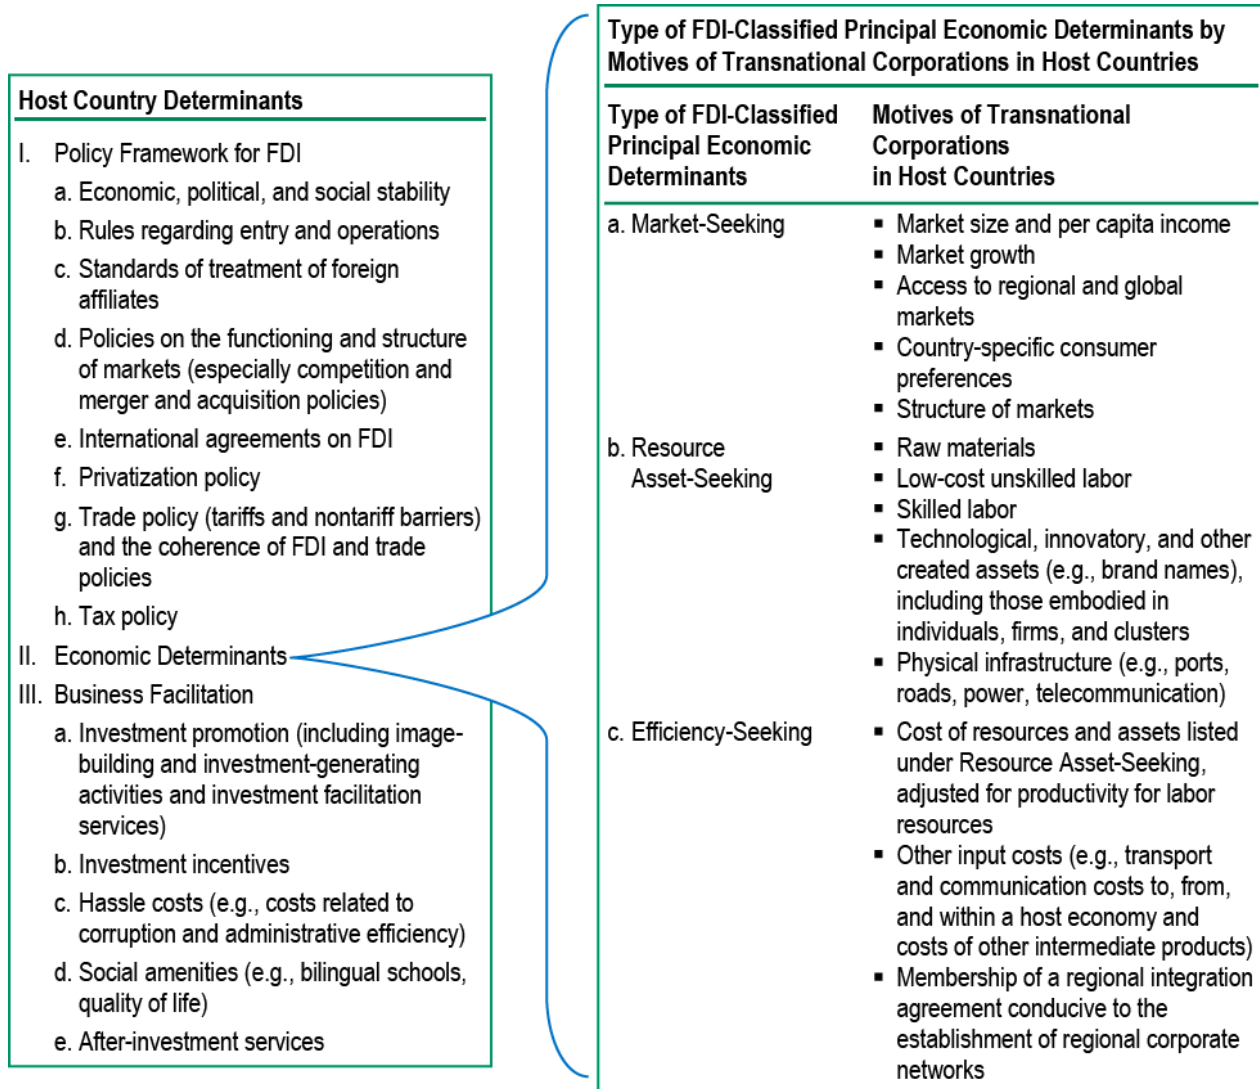 Host Country Determinants
I. Policy Framework for FDI
a. Economic, political, and social stability
b. Rules regarding entry and operations
c. Standards of treatment of foreign
affiliates
d. Policies on the functioning and structure
of markets (especially competition and
merger and acquisition policies)
e. International agreements on FDI
f. Privatization policy
g. Trade policy (tariffs and nontariff barriers)
and the coherence of FDI and trade
policies
h. Tax policy
II. Economic Determinants
III. Business Facilitation
a. Investment promotion (including image-
building and investment-generating
activities and investment facilitation
services)
b. Investment incentives
c. Hassle costs (e.g., costs related to
corruption and administrative efficiency)
d. Social amenities (e.g., bilingual schools,
quality of life)
e. After-investment services
Type of FDI-Classified Principal Economic Determinants by
Motives of Transnational Corporations in Host Countries
Type of FDI-Classified
Principal Economic
Determinants
Motives of Transnational
Corporations
in Host Countries
a. Market-Seeking
▪ Market size and per capita income
▪ Market growth
▪ Access to regional and global
markets
▪ Country-specific consumer
preferences
▪ Structure of markets
b. Resource
Asset-Seeking
▪ Raw materials
▪ Low-cost unskilled labor
▪ Skilled labor
▪ Technological, innovatory, and other
created assets (e.g., brand names),
including those embodied in
individuals, firms, and clusters
▪ Physical infrastructure (e.g., ports,
roads, power, telecommunication)
c. Efficiency-Seeking
▪ Cost of resources and assets listed
under Resource Asset-Seeking,
adjusted for productivity for labor
resources
▪ Other input costs (e.g., transport
and communication costs to, from,
and within a host economy and
costs of other intermediate products)
▪ Membership of a regional integration
agreement conducive to the
establishment of regional corporate
networks